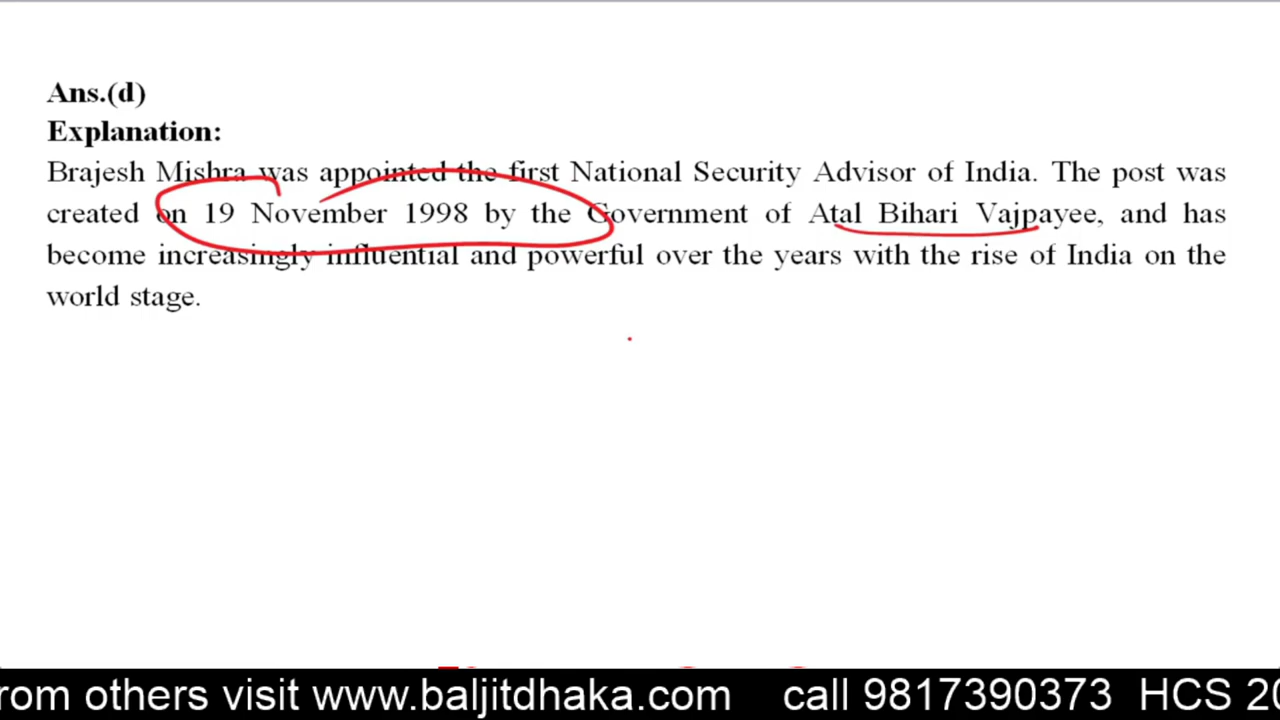 Ans.(d)
Explanation:
Brajesh Mishra was appointed the first National Security Advisor of India. The post was
created on 19 November 1998 by the Government of Atal Bihari Vajpayee, and has
become increasingly influential and powerful over the years with the rise of India on the
world stage.
rom others visit www.baljitdhaka.com call 9817390373 HCS 20